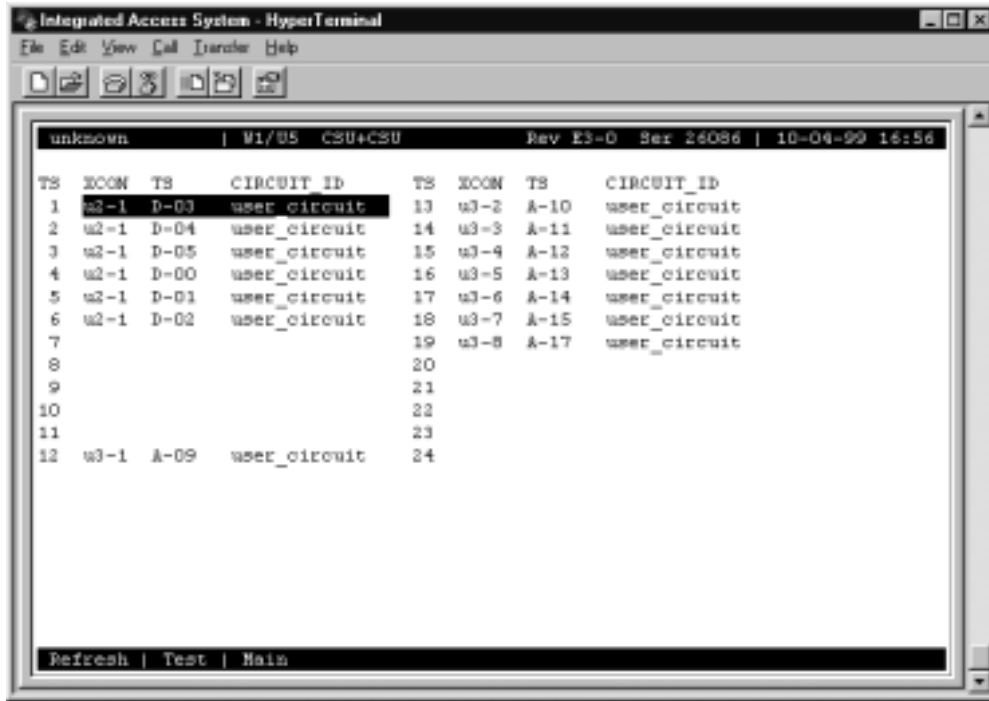 Integrated Access System - HyperTerminal
File Edit View Call Transfer Help
unknown | W1/U5 CSU+CSU Rev E3-0 Ser 26086 | 10-04-99 16:56
TS XCON TS CIRCUIT_ID TS XCON TS CIRCUIT_ID
1 u2-1 D-03 user_circuit 13 u3-2 A-10 user_circuit
2 u2-1 D-04 user_circuit 14 u3-3 A-11 user_circuit
3 u2-1 D-05 user_circuit 15 u3-4 A-12 user_circuit
4 u2-1 D-00 user_circuit 16 u3-5 A-13 user_circuit
5 u2-1 D-01 user_circuit 17 u3-6 A-14 user_circuit
6 u2-1 D-02 user_circuit 18 u3-7 A-15 user_circuit
7 19 u3-8 A-17 user_circuit
8 20
9 21
10 22
11 23
12 u3-1 A-09 user_circuit 24
Refresh | Test | Main